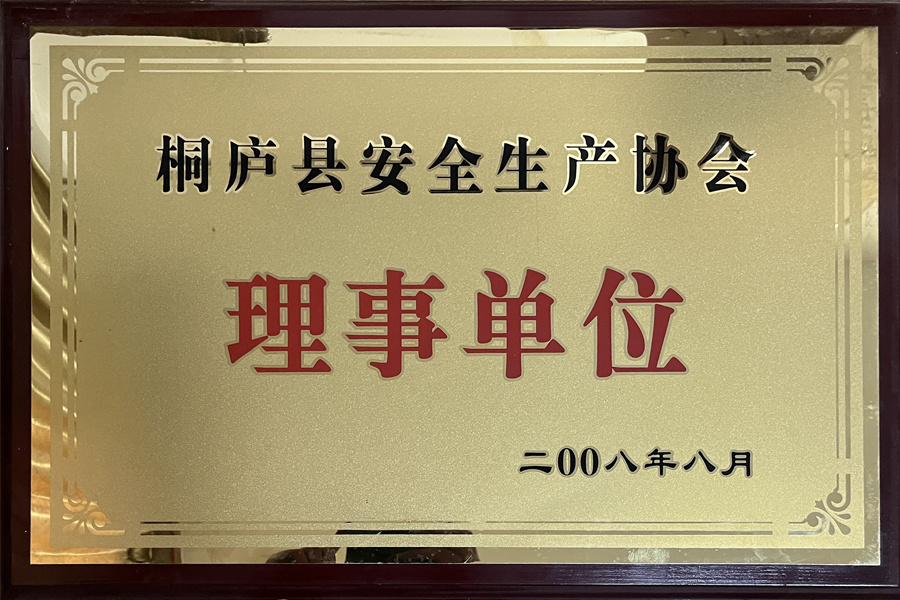 桐庐县安全生产协会
理事单位
二00八年八月